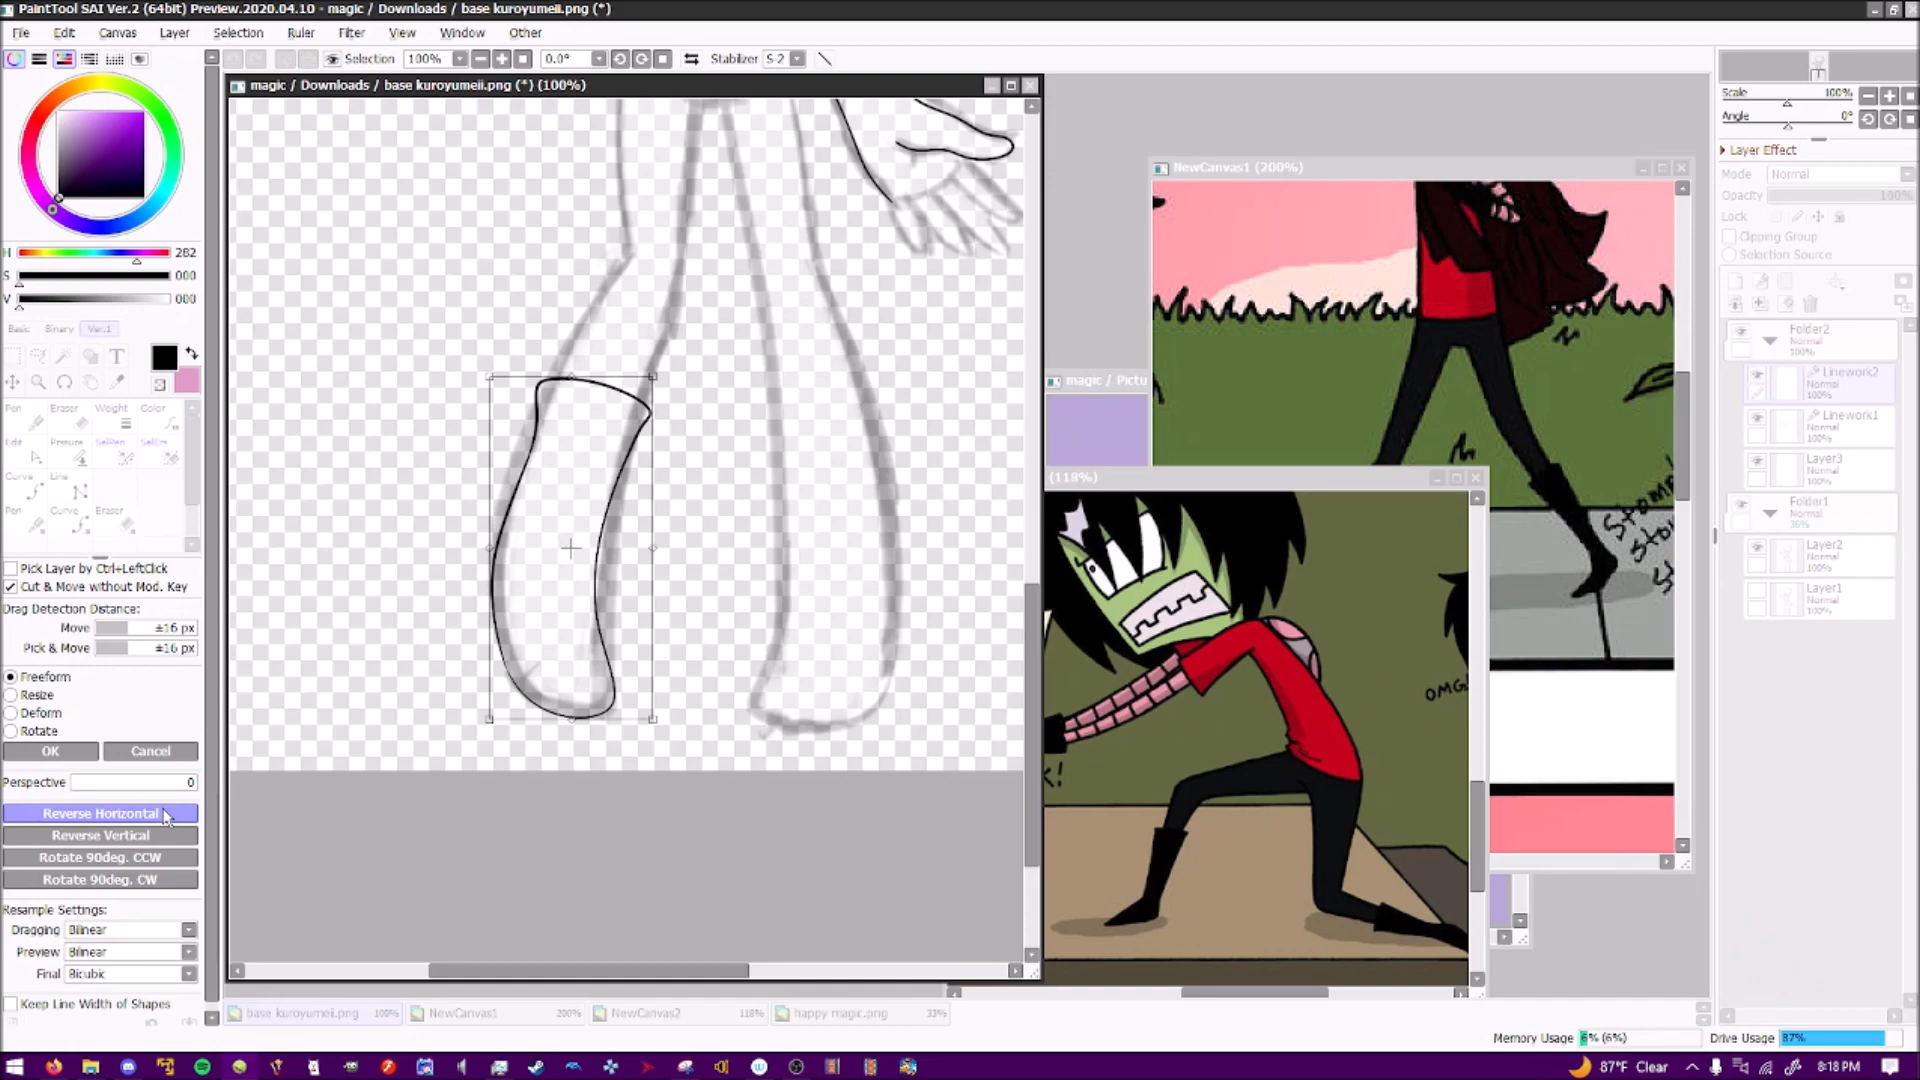 PaintTool SAI Ver.2 (64bit) Preview.2020.04.10 - magic / Downloads / base kuroyumeii.png (*)
File Edit Canvas Layer Selection Ruler Filter View Window Other
Selection 100% 0.0° Stabilizer S-2
magic / Downloads / base kuroyumeii.png (*) (100%)
H 282
S 000
V 000
Basic Binary Ver.1
T
Pen Eraser Weight Color
Edit Presure SelPen SelErs
Curve Line
Pen Curve Eraser
Pick Layer by Ctrl+LeftClick
Cut & Move without Mod. Key
Drag Detection Distance:
Move ±16 px
Pick & Move ±16 px
Freeform
Resize
Deform
Rotate
OK Cancel
Perspective 0
Reverse Horizontal
Reverse Vertical
Rotate 90deg. CCW
Rotate 90deg. CW
Resample Settings:
Dragging Bilinear
Preview Bilinear
Final Bicubic
Keep Line Width of Shapes
NewCanvas1 (200%)
magic / Pictu
(118%)
OMG!
K!
Scale 100%
Angle 0°
Layer Effect
Mode Normal
Opacity 100%
Lock
Clipping Group
Selection Source
Folder2
Normal
100%
Linework2
Normal
100%
Linework1
Normal
100%
Layer3
Normal
100%
Folder1
Normal
36%
Layer2
Normal
100%
Layer1
Normal
100%
base kuroyumeii.png 100% NewCanvas1 200% NewCanvas2 118% happy magic.png 33%
Memory Usage 6% (6%) Drive Usage 87%
87°F Clear 8:18 PM